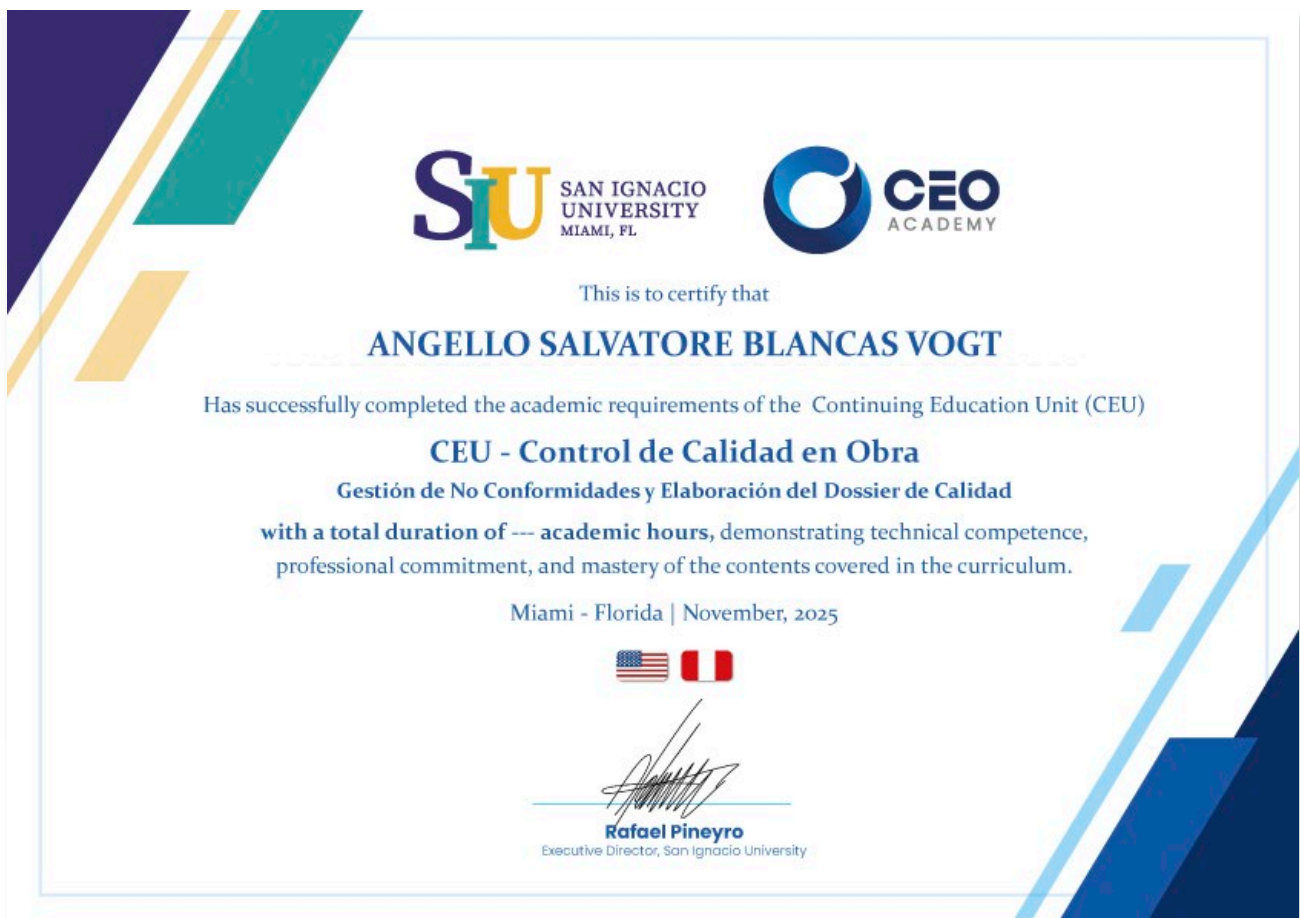 SIU
SAN IGNACIO
UNIVERSITY
MIAMI, FL
CEO
ACADEMY
This is to certify that
ANGELLO SALVATORE BLANCAS VOGT
Has successfully completed the academic requirements of the Continuing Education Unit (CEU)
CEU - Control de Calidad en Obra
Gestión de No Conformidades y Elaboración del Dossier de Calidad
with a total duration of --- academic hours, demonstrating technical competence,
professional commitment, and mastery of the contents covered in the curriculum.
Miami - Florida | November, 2025
Rafael Pineyro
Executive Director, San Ignacio University